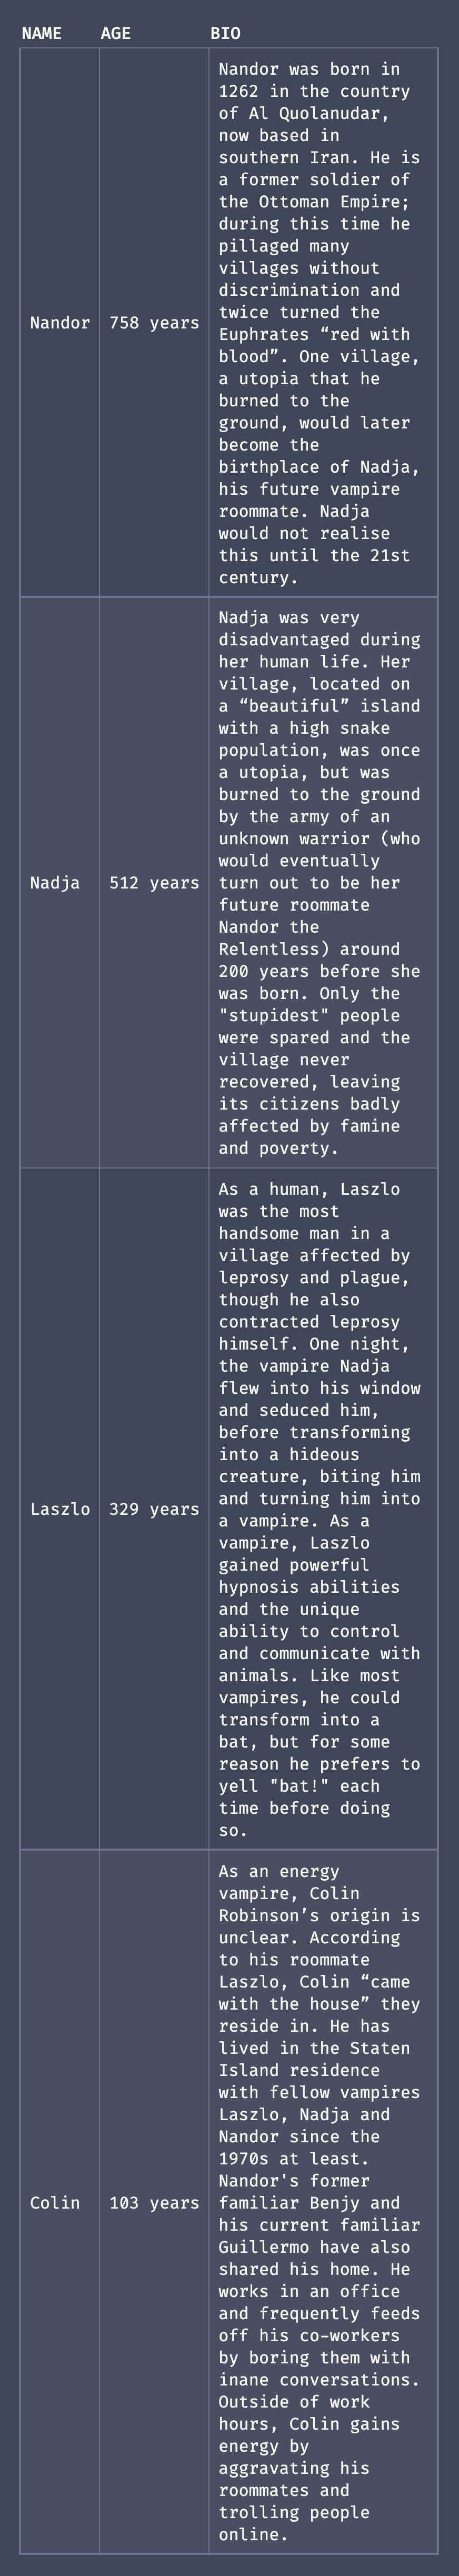 NAME AGE BIO
Nandor was born in
1262 in the country
of Al Quolanudar,
now based in
southern Iran. He is
a former soldier of
the Ottoman Empire;
during this time he
pillaged many
villages without
discrimination and
twice turned the
Nandor 758 years Euphrates “red with
blood”. One village,
a utopia that he
burned to the
ground, would later
become the
birthplace of Nadja,
his future vampire
roommate. Nadja
would not realise
this until the 21st
century.
Nadja was very
disadvantaged during
her human life. Her
village, located on
a “beautiful” island
with a high snake
population, was once
a utopia, but was
burned to the ground
by the army of an
unknown warrior (who
would eventually
Nadja 512 years turn out to be her
future roommate
Nandor the
Relentless) around
200 years before she
was born. Only the
"stupidest" people
were spared and the
village never
recovered, leaving
its citizens badly
affected by famine
and poverty.
As a human, Laszlo
was the most
handsome man in a
village affected by
leprosy and plague,
though he also
contracted leprosy
himself. One night,
the vampire Nadja
flew into his window
and seduced him,
before transforming
into a hideous
creature, biting him
and turning him into
Laszlo 329 years a vampire. As a
vampire, Laszlo
gained powerful
hypnosis abilities
and the unique
ability to control
and communicate with
animals. Like most
vampires, he could
transform into a
bat, but for some
reason he prefers to
yell "bat!" each
time before doing
so.
As an energy
vampire, Colin
Robinson’s origin is
unclear. According
to his roommate
Laszlo, Colin “came
with the house” they
reside in. He has
lived in the Staten
Island residence
with fellow vampires
Laszlo, Nadja and
Nandor since the
1970s at least.
Nandor's former
Colin 103 years familiar Benjy and
his current familiar
Guillermo have also
shared his home. He
works in an office
and frequently feeds
off his co-workers
by boring them with
inane conversations.
Outside of work
hours, Colin gains
energy by
aggravating his
roommates and
trolling people
online.